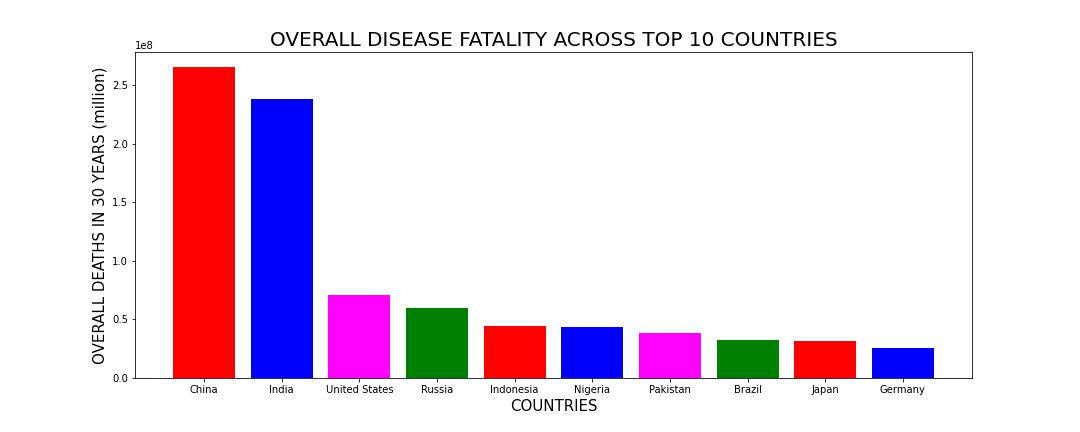 OVERALL DISEASE FATALITY ACROSS TOP 10 COUNTRIES
1e8
OVERALL DEATHS IN 30 YEARS (million)
2.5
2.0
1.5
1.0
0.5
0.0
China India United States Russia Indonesia Nigeria Pakistan Brazil Japan Germany
COUNTRIES